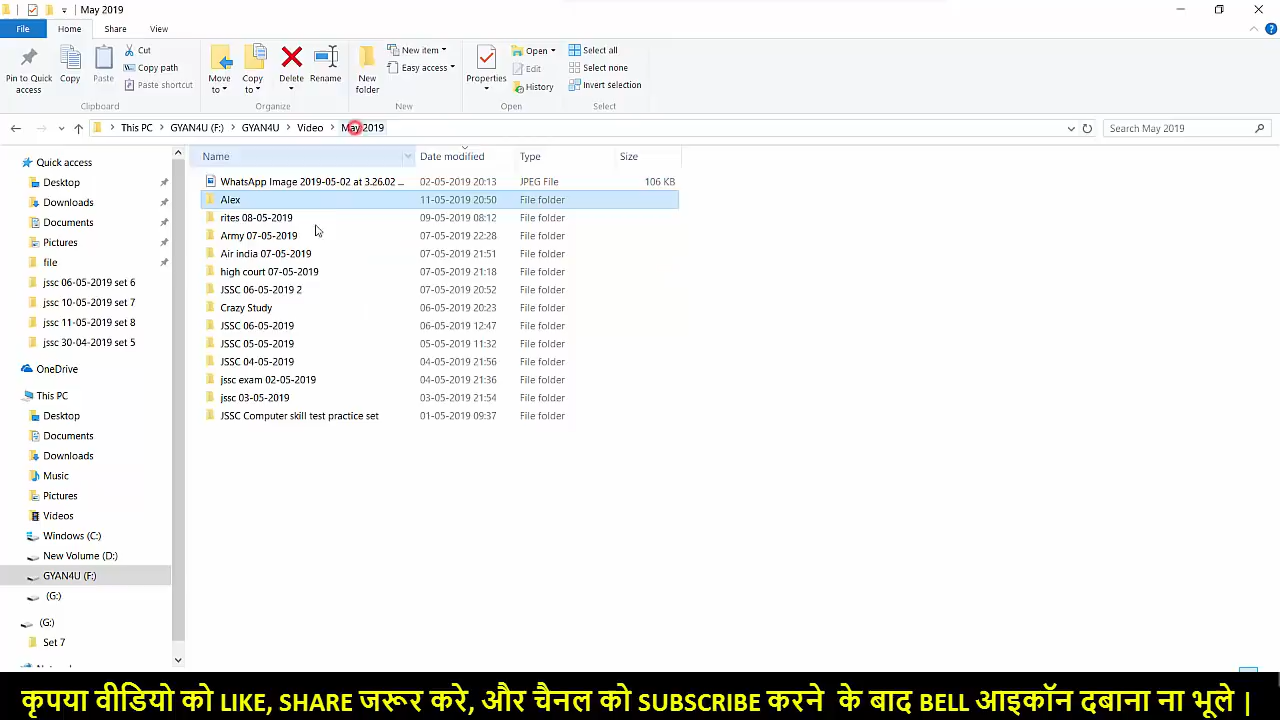 May 2019
File Home Share View
Pin to Quick access
Copy
Paste
Cut
Copy path
Paste shortcut
Clipboard
Move to
Copy to
Delete
Rename
Organize
New folder
New item
Easy access
New
Properties
Open
Edit
History
Open
Select all
Select none
Invert selection
Select
This PC GYAN4U (F:) GYAN4U Video May 2019
Search May 2019
Quick access
Desktop
Downloads
Documents
Pictures
file
jssc 06-05-2019 set 6
jssc 10-05-2019 set 7
jssc 11-05-2019 set 8
jssc 30-04-2019 set 5
OneDrive
This PC
Desktop
Documents
Downloads
Music
Pictures
Videos
Windows (C:)
New Volume (D:)
GYAN4U (F:)
(G:)
(G:)
Set 7
Name Date modified Type Size
WhatsApp Image 2019-05-02 at 3.26.02 ... 02-05-2019 20:13 JPEG File 106 KB
Alex 11-05-2019 20:50 File folder
rites 08-05-2019 09-05-2019 08:12 File folder
Army 07-05-2019 07-05-2019 22:28 File folder
Air india 07-05-2019 07-05-2019 21:51 File folder
high court 07-05-2019 07-05-2019 21:18 File folder
JSSC 06-05-2019 2 07-05-2019 20:52 File folder
Crazy Study 06-05-2019 20:23 File folder
JSSC 06-05-2019 06-05-2019 12:47 File folder
JSSC 05-05-2019 05-05-2019 11:32 File folder
JSSC 04-05-2019 04-05-2019 21:56 File folder
jssc exam 02-05-2019 04-05-2019 21:36 File folder
jssc 03-05-2019 03-05-2019 21:54 File folder
JSSC Computer skill test practice set 01-05-2019 09:37 File folder
कृपया वीडियो को LIKE, SHARE जरूर करे, और चैनल को SUBSCRIBE करने के बाद BELL आइकॉन दबाना ना भूले |